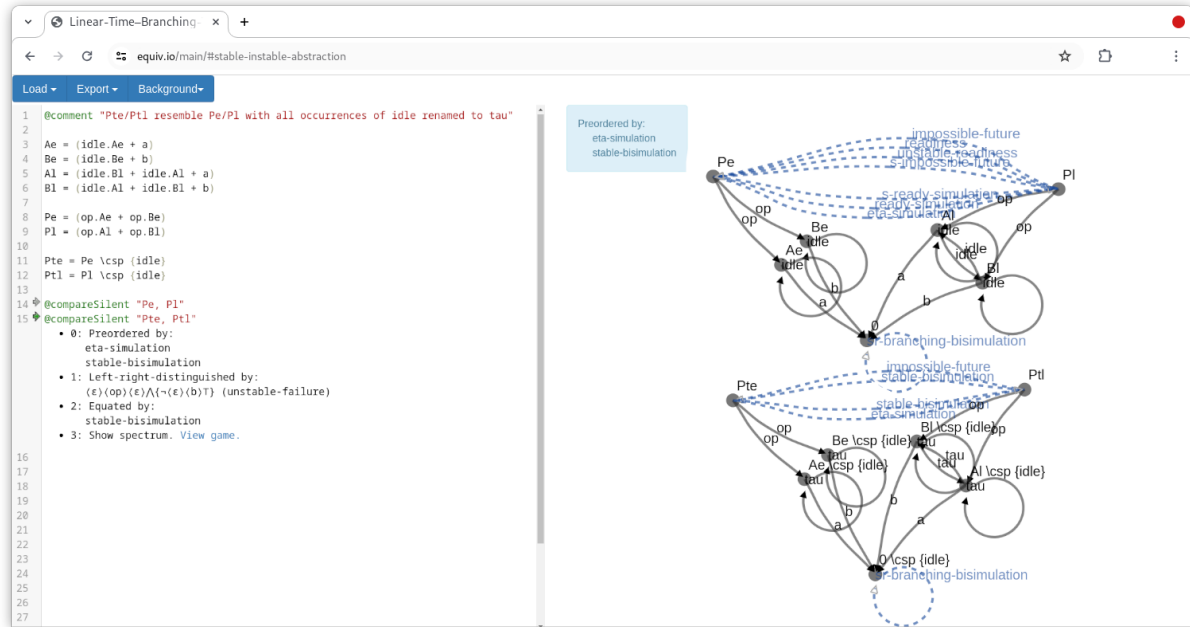 Linear-Time–Branching-
equiv.io/main/#stable-instable-abstraction
Load Export Background
1 @comment "Pte/Ptl resemble Pe/Pl with all occurrences of idle renamed to tau"
2
3 Ae = (idle.Ae + a)
4 Be = (idle.Be + b)
5 Al = (idle.Bl + idle.Al + a)
6 Bl = (idle.Al + idle.Bl + b)
7
8 Pe = (op.Ae + op.Be)
9 Pl = (op.Al + op.Bl)
10
11 Pte = Pe \csp {idle}
12 Ptl = Pl \csp {idle}
13
14 @compareSilent "Pe, Pl"
15 @compareSilent "Pte, Ptl"
• 0: Preordered by:
eta-simulation
stable-bisimulation
• 1: Left-right-distinguished by:
⟨ε⟩⟨op⟩⟨ε⟩⋀{¬⟨ε⟩⟨b⟩⊤} (unstable-failure)
• 2: Equated by:
stable-bisimulation
• 3: Show spectrum. View game.
16
17
18
19
20
21
22
23
24
25
26
27
Preordered by:
eta-simulation
stable-bisimulation
impossible-future
readiness
unstable-readiness
s-impossible-future
Pe
Pl
s-ready-simulation
ready-simulation
eta-simulation
op
op
op
op
Al
idle
Be
idle
Ae
idle
idle
idle
Bl
idle
a
b
b
a
0
sr-branching-bisimulation
impossible-future
stable-bisimulation
Pte
Ptl
stable-bisimulation
eta-simulation
op
op
op
op
Bl \csp {idle}
tau
Be \csp {idle}
tau
tau
tau
Ae \csp {idle}
tau
Al \csp {idle}
tau
b
b
a
a
0 \csp {idle}
sr-branching-bisimulation